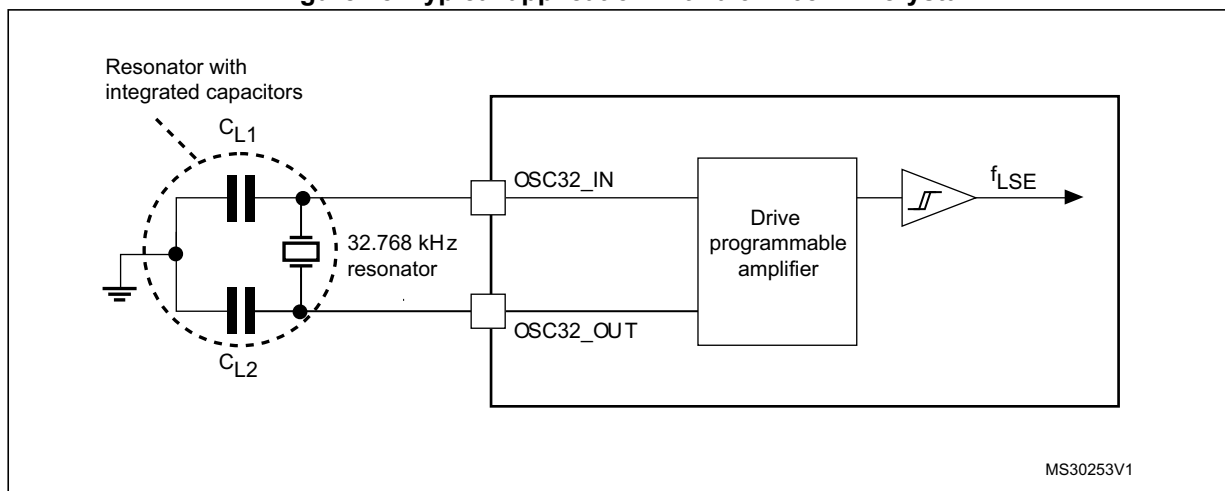 Resonator with
integrated capacitors
CL1
OSC32_IN
fLSE
Drive
programmable
amplifier
32.768 kHz
resonator
OSC32_OUT
CL2
MS30253V1